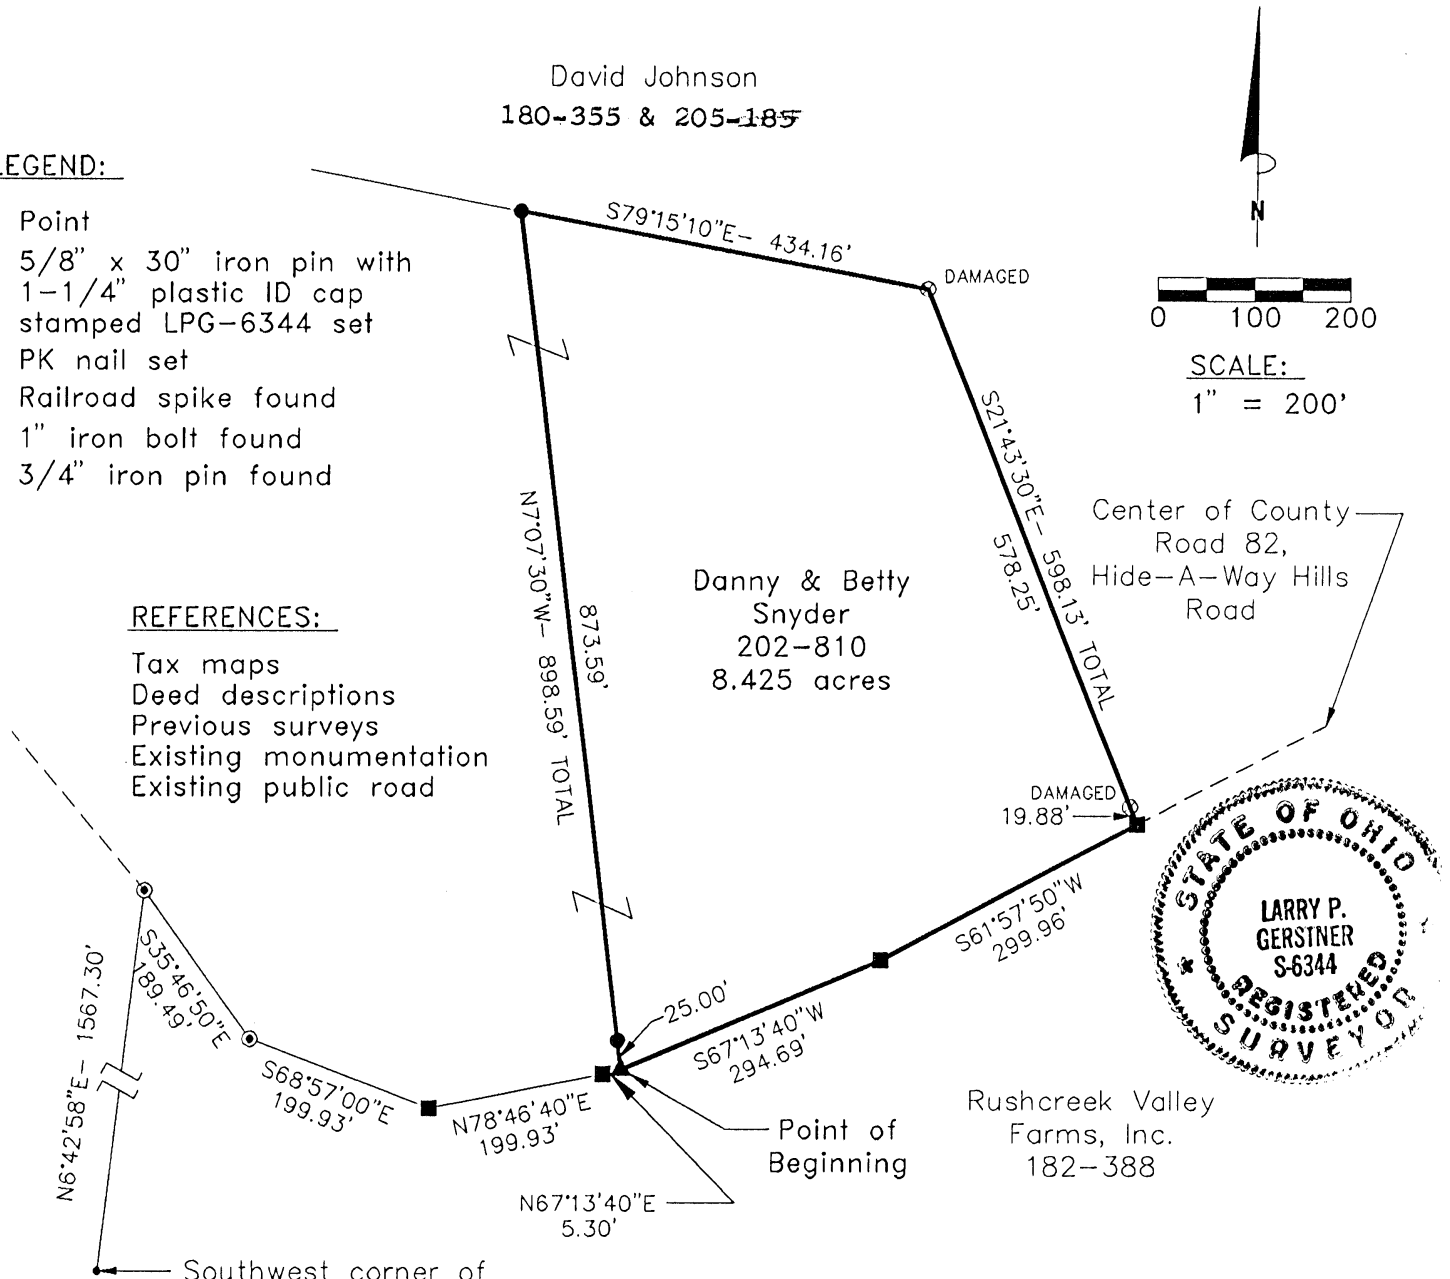 David Johnson
180-355 & 205-185
LEGEND:
Point
5/8" x 30" iron pin with
1-1/4" plastic ID cap
stamped LPG-6344 set
PK nail set
Railroad spike found
1" iron bolt found
3/4" iron pin found
N
0 100 200
SCALE:
1" = 200'
S79°15'10"E- 434.16'
DAMAGED
S21°43'30"E- 598.13' TOTAL
578.25'
Center of County
Road 82,
Hide-A-Way Hills
Road
N7°07'30"W- 898.59' TOTAL
873.59'
Danny & Betty
Snyder
202-810
8.425 acres
REFERENCES:
Tax maps
Deed descriptions
Previous surveys
Existing monumentation
Existing public road
DAMAGED
19.88'
STATE OF OHIO
LARRY P.
GERSTNER
S-6344
REGISTERED
SURVEYOR
S61°57'50"W
299.96'
S67°13'40"W
294.69'
25.00'
N6°42'58"E- 1567.30'
S35°46'50"E
189.49'
S68°57'00"E
199.93'
N78°46'40"E
199.93'
N67°13'40"E
5.30'
Point of
Beginning
Rushcreek Valley
Farms, Inc.
182-388
Southwest corner of